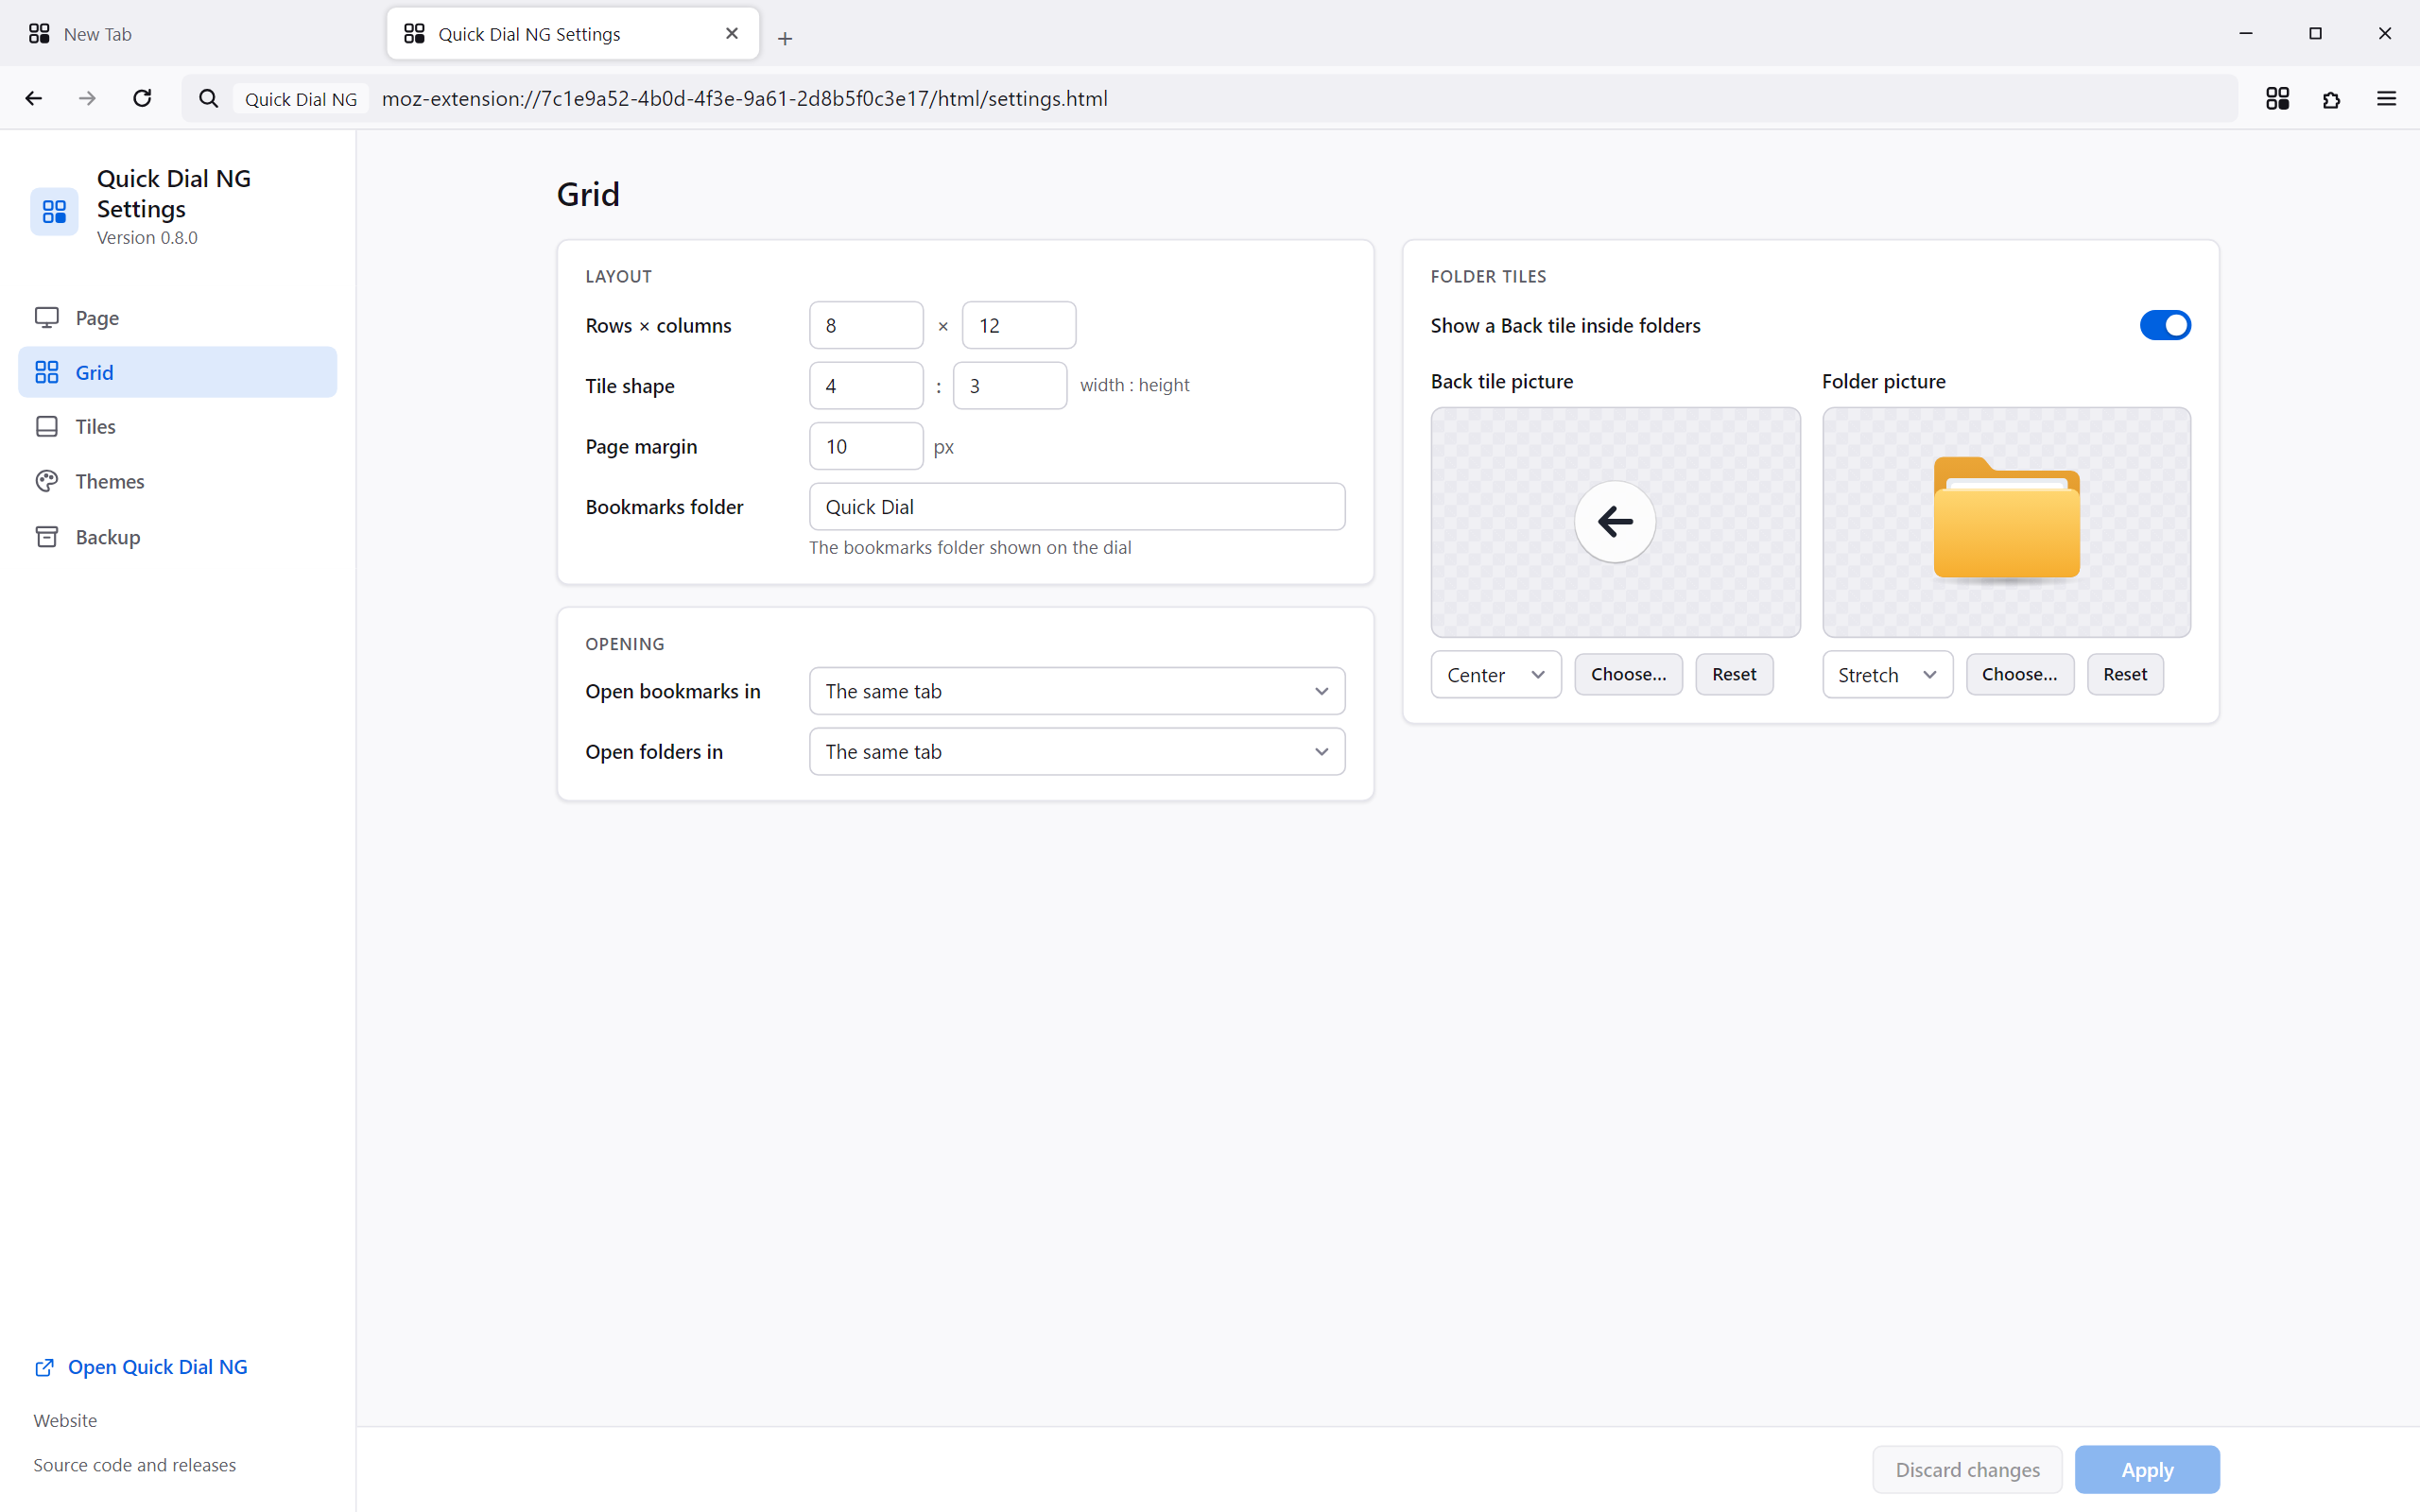 New Tab
Quick Dial NG Settings
Quick Dial NG moz-extension://7c1e9a52-4b0d-4f3e-9a61-2d8b5f0c3e17/html/settings.html
Quick Dial NG
Settings
Version 0.8.0
Page
Grid
Tiles
Themes
Backup
Open Quick Dial NG
Website
Source code and releases
Grid
LAYOUT
Rows × columns 8 × 12
Tile shape 4 : 3 width : height
Page margin 10 px
Bookmarks folder Quick Dial
The bookmarks folder shown on the dial
OPENING
Open bookmarks in The same tab
Open folders in The same tab
FOLDER TILES
Show a Back tile inside folders
Back tile picture Folder picture
Center Choose... Reset Stretch Choose... Reset
Discard changes Apply